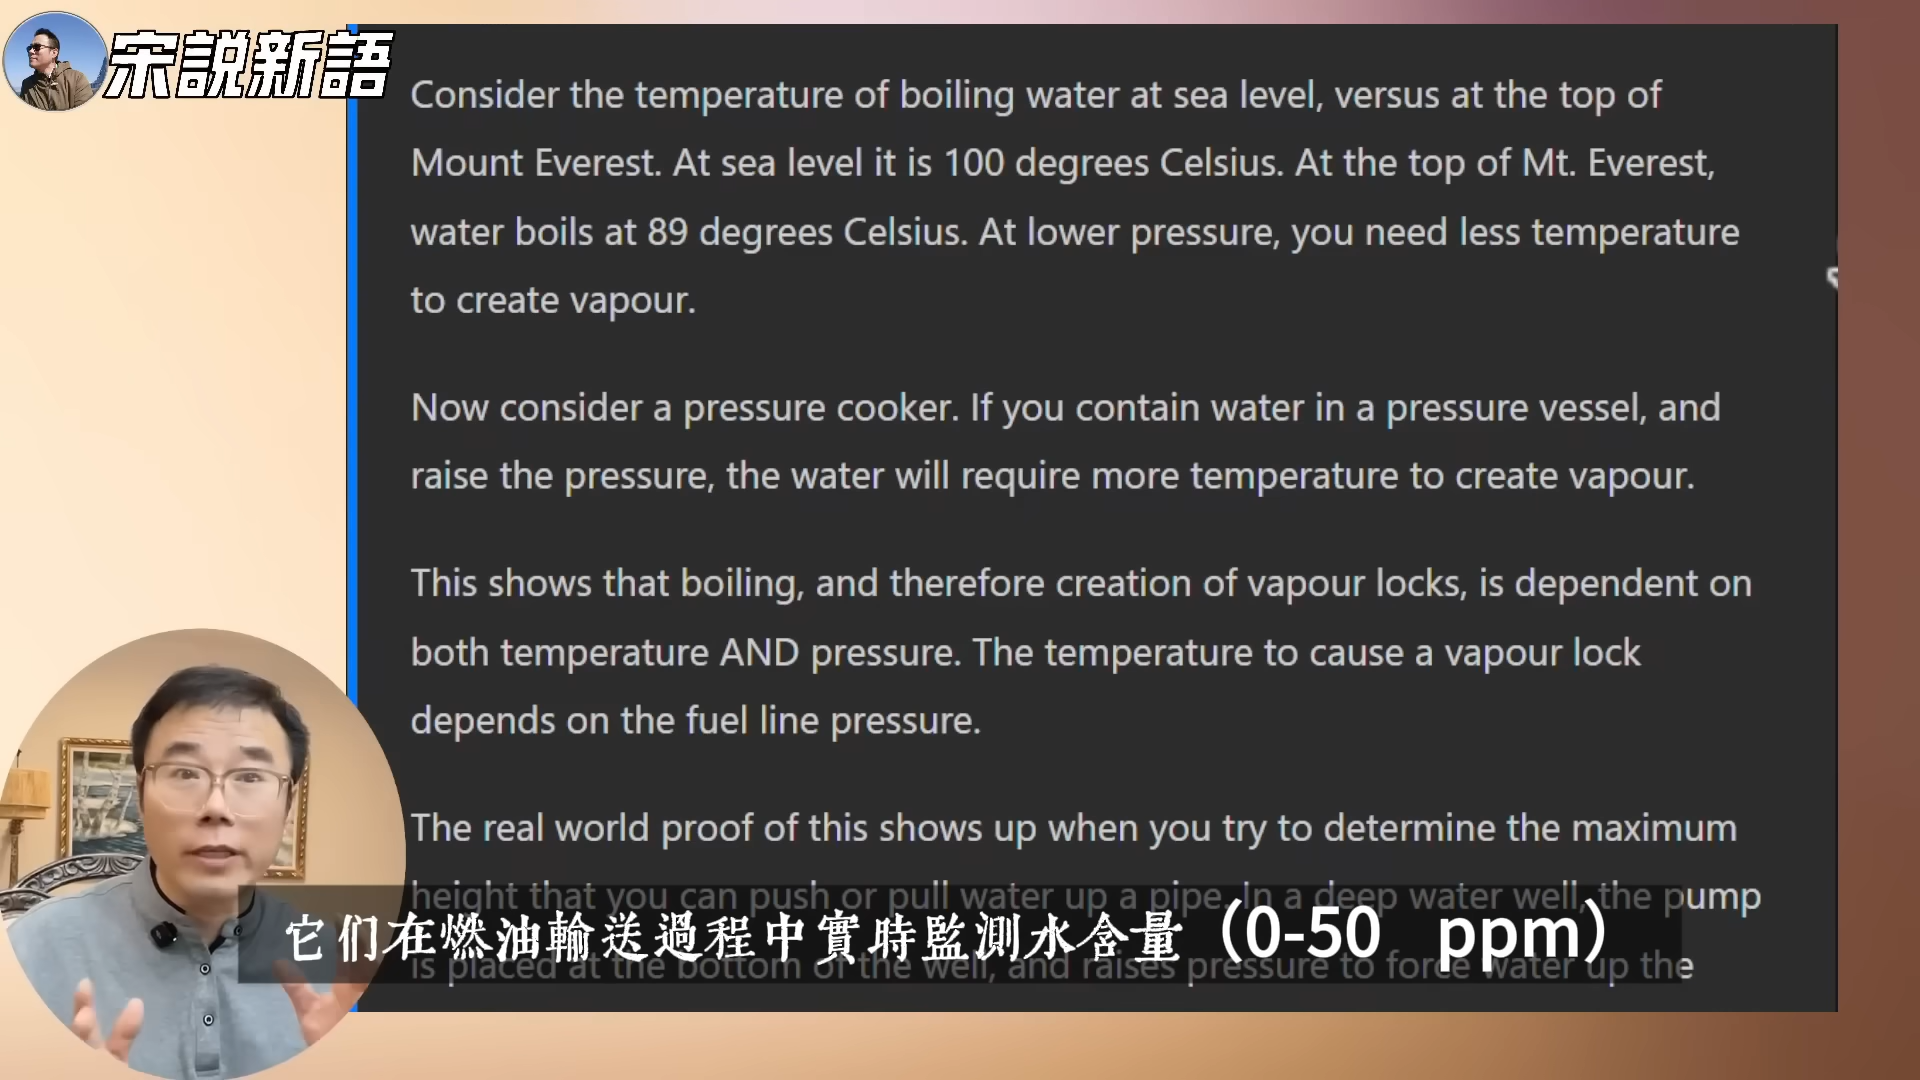 宋説新語
Consider the temperature of boiling water at sea level, versus at the top of
Mount Everest. At sea level it is 100 degrees Celsius. At the top of Mt. Everest,
water boils at 89 degrees Celsius. At lower pressure, you need less temperature
to create vapour.
Now consider a pressure cooker. If you contain water in a pressure vessel, and
raise the pressure, the water will require more temperature to create vapour.
This shows that boiling, and therefore creation of vapour locks, is dependent on
both temperature AND pressure. The temperature to cause a vapour lock
depends on the fuel line pressure.
The real world proof of this shows up when you try to determine the maximum
height that you can push or pull water up a pipe. In a deep water well, the pump
is placed at the bottom of the well, and raises pressure to force water up the
它们在燃油輸送過程中實時監測水含量（0-50 ppm）